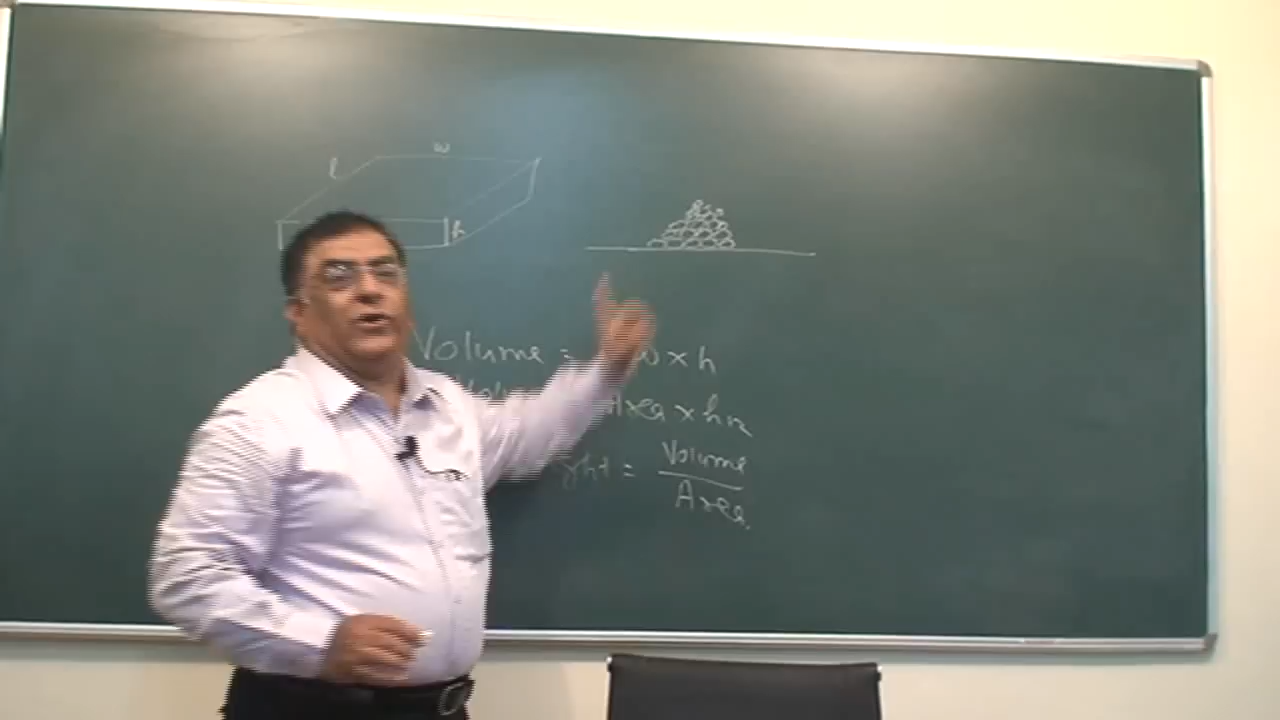 w
l
h
Volume = w x h
Area x h
= Volume
Area